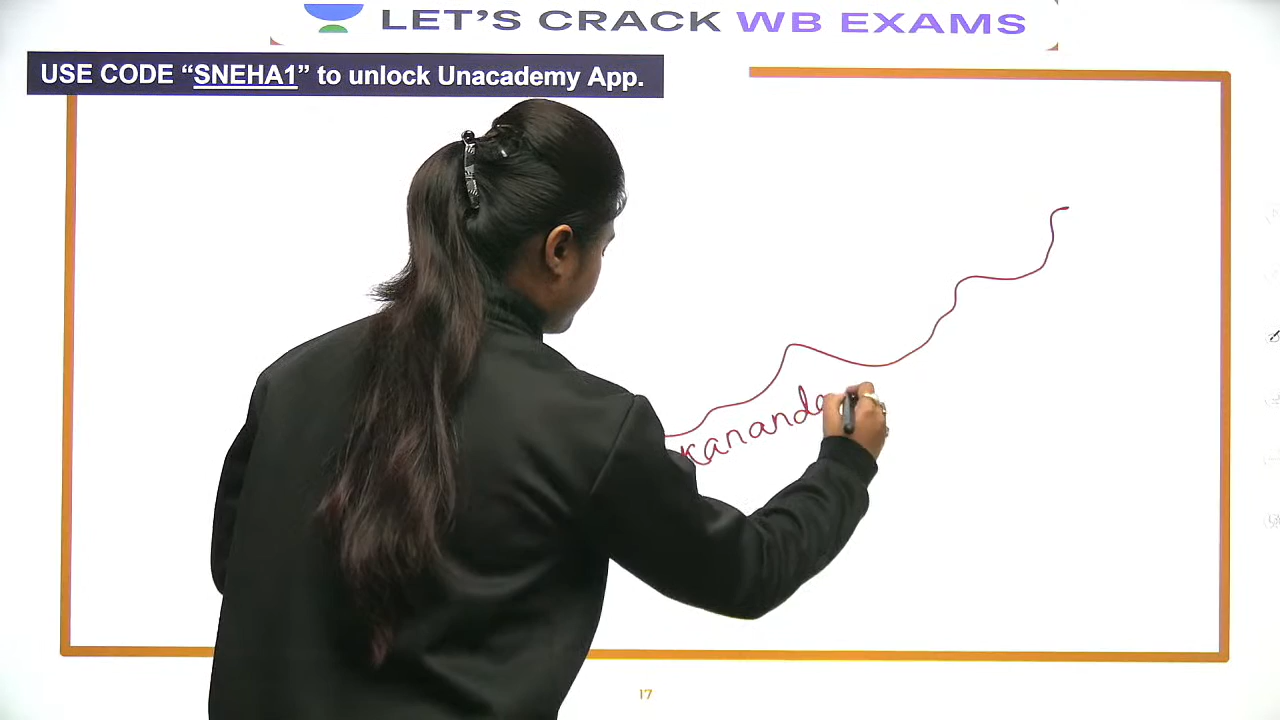 LET'S CRACK WB EXAMS
USE CODE “SNEHA1” to unlock Unacademy App.
Kananda
17